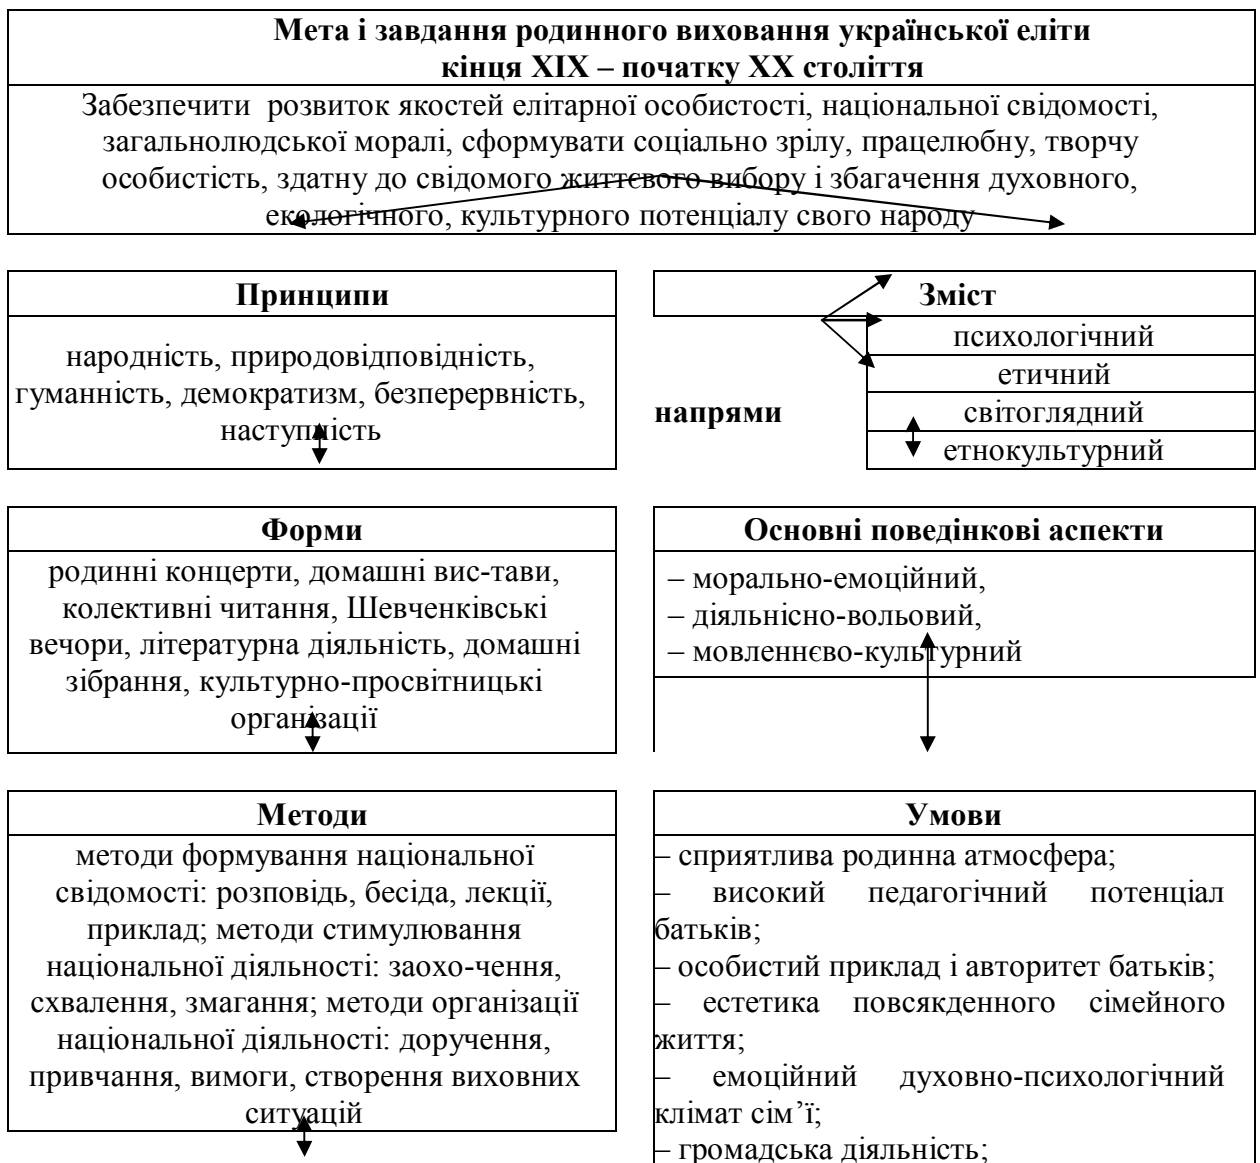 Мета і завдання родинного виховання української еліти
кінця ХІХ – початку ХХ століття
Забезпечити розвиток якостей елітарної особистості, національної свідомості,
загальнолюдської моралі, сформувати соціально зрілу, працелюбну, творчу
особистість, здатну до свідомого життєвого вибору і збагачення духовного,
екологічного, культурного потенціалу свого народу
Принципи
народність, природовідповідність,
гуманність, демократизм, безперервність,
наступність
Зміст
напрями
психологічний
етичний
світоглядний
етнокультурний
Форми
родинні концерти, домашні вис-тави,
колективні читання, Шевченківські
вечори, літературна діяльність, домашні
зібрання, культурно-просвітницькі
організації
Основні поведінкові аспекти
– морально-емоційний,
– діяльнісно-вольовий,
– мовленнєво-культурний
Методи
методи формування національної
свідомості: розповідь, бесіда, лекції,
приклад; методи стимулювання
національної діяльності: заохо-чення,
схвалення, змагання; методи організації
національної діяльності: доручення,
привчання, вимоги, створення виховних
ситуацій
Умови
– сприятлива родинна атмосфера;
– високий педагогічний потенціал
батьків;
– особистий приклад і авторитет батьків;
– естетика повсякденного сімейного
життя;
– емоційний духовно-психологічний
клімат сім’ї;
– громадська діяльність;